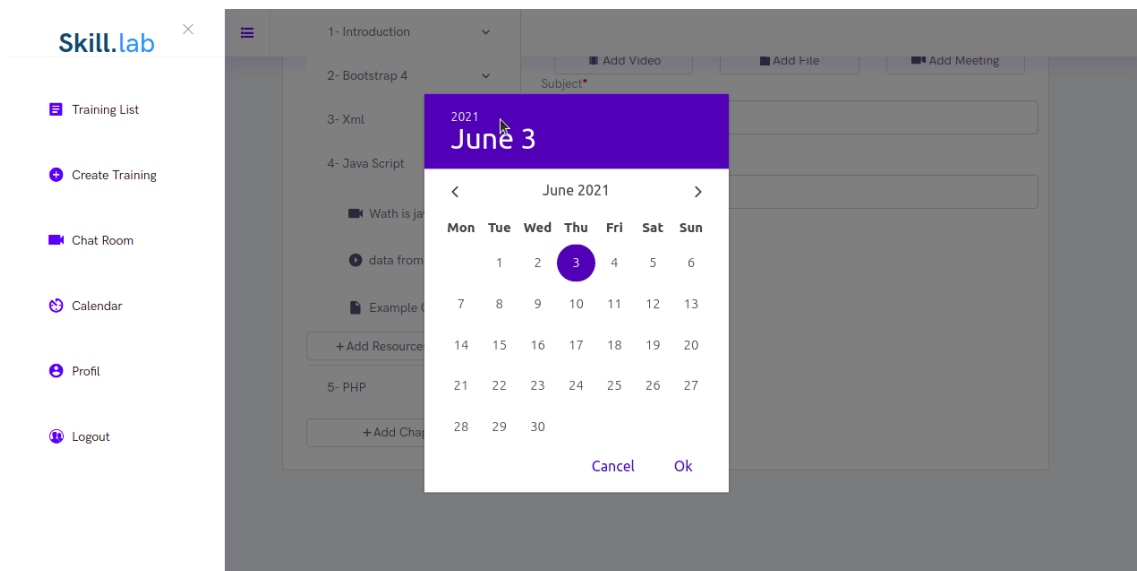 Skill.lab
Training List
Create Training
Chat Room
Calendar
Profil
Logout
1- Introduction
2- Bootstrap 4
3- Xml
4- Java Script
Wath is
data from
Example
+Add
5- PHP
+Add
Add Video
Add File
Add Meeting
Subject*
2021
June 3
June 2021
Mon Tue Wed Thu Fri Sat Sun
1 2 3 4 5 6
7 8 9 10 11 12 13
14 15 16 17 18 19 20
21 22 23 24 25 26 27
28 29 30
Cancel Ok